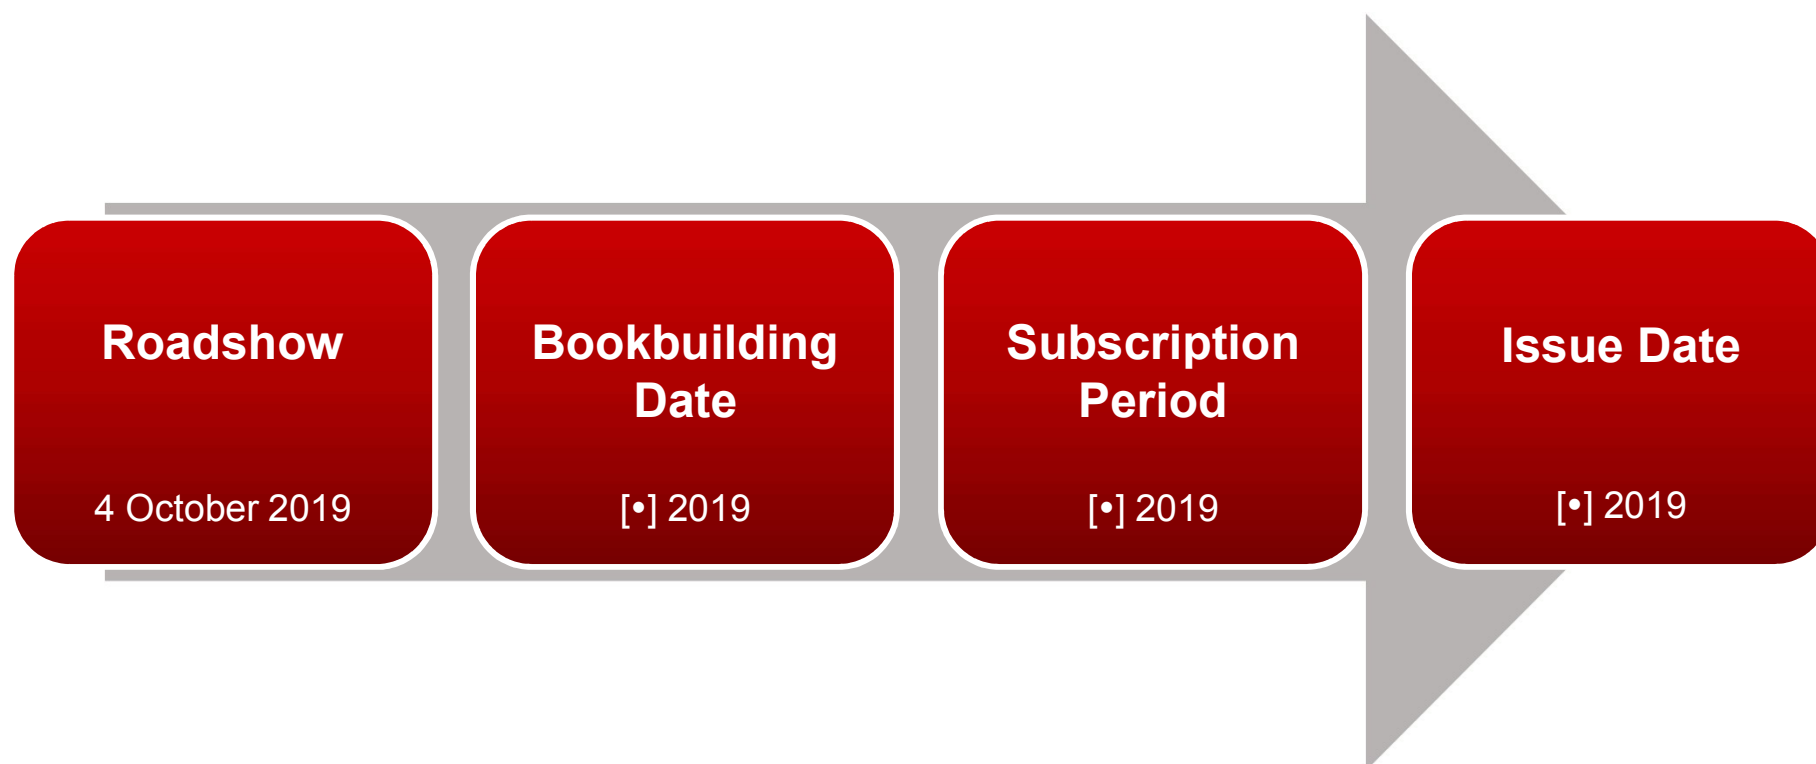 Roadshow
4 October 2019
Bookbuilding
Date
[•] 2019
Subscription
Period
[•] 2019
Issue Date
[•] 2019